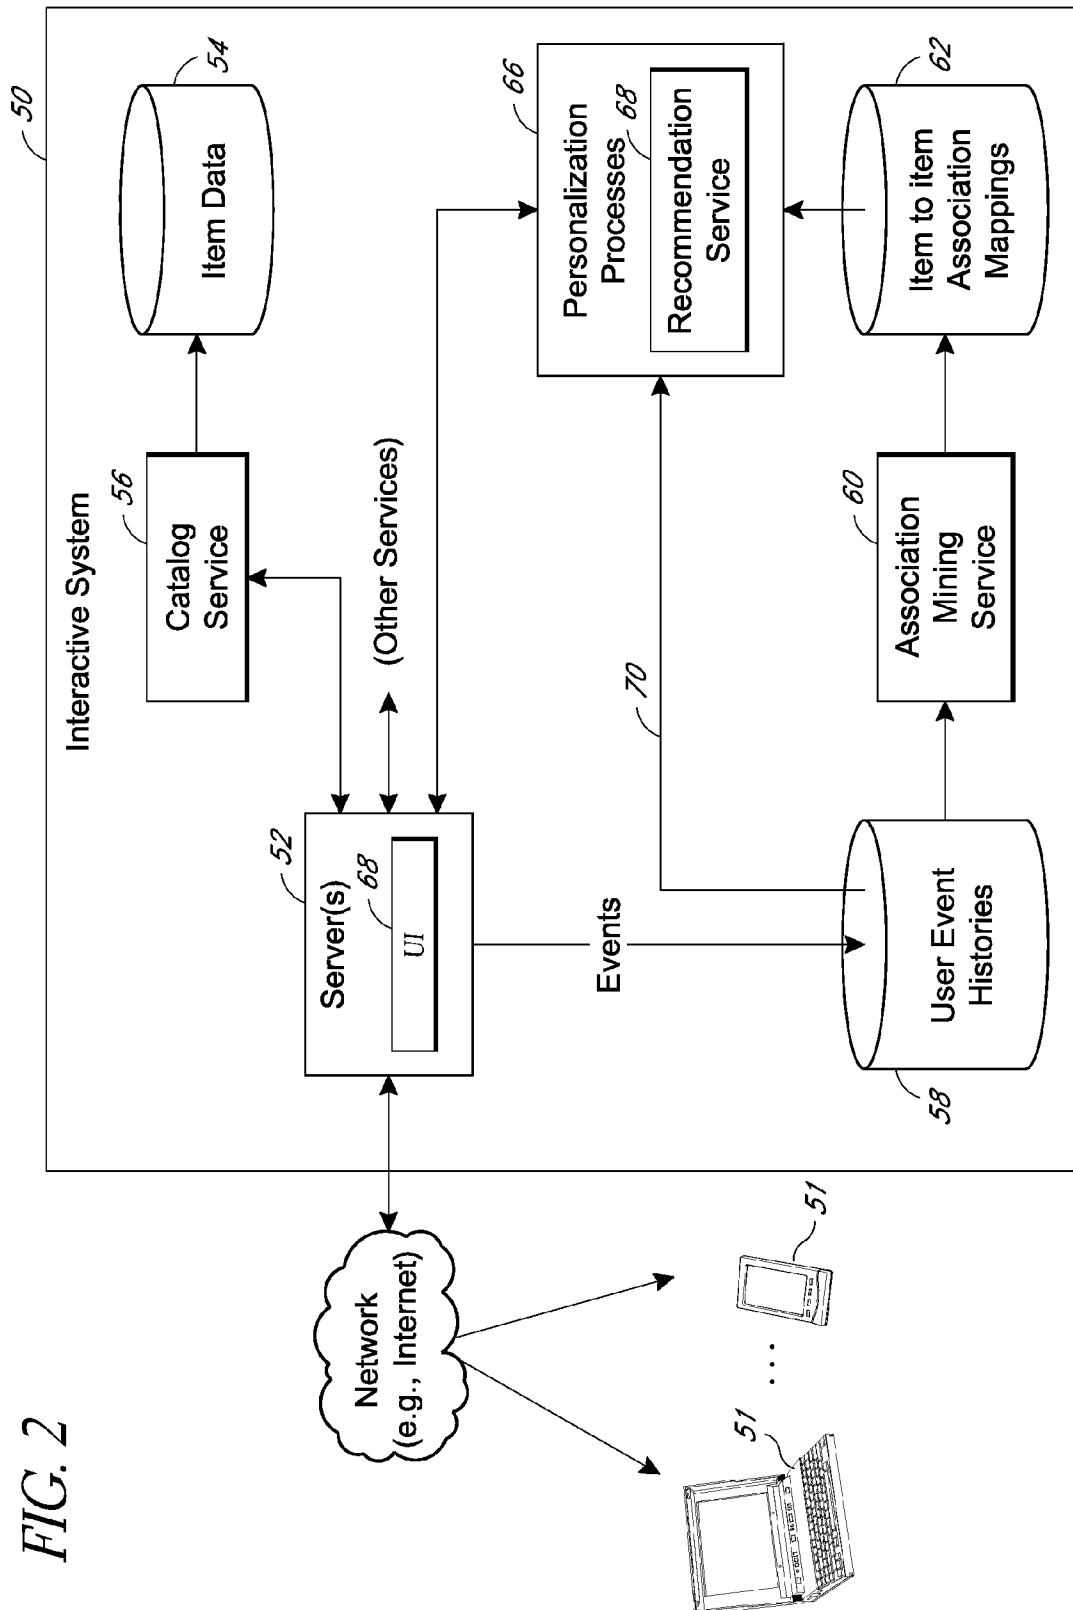 FIG. 2
50
Interactive System
56
Catalog
Service
54
Item Data
Network
(e.g., Internet)
52
Server(s)
68
UI
(Other Services)
66
Personalization
Processes
68
Recommendation
Service
Events
70
51
51
58
User Event
Histories
60
Association
Mining
Service
62
Item to item
Association
Mappings